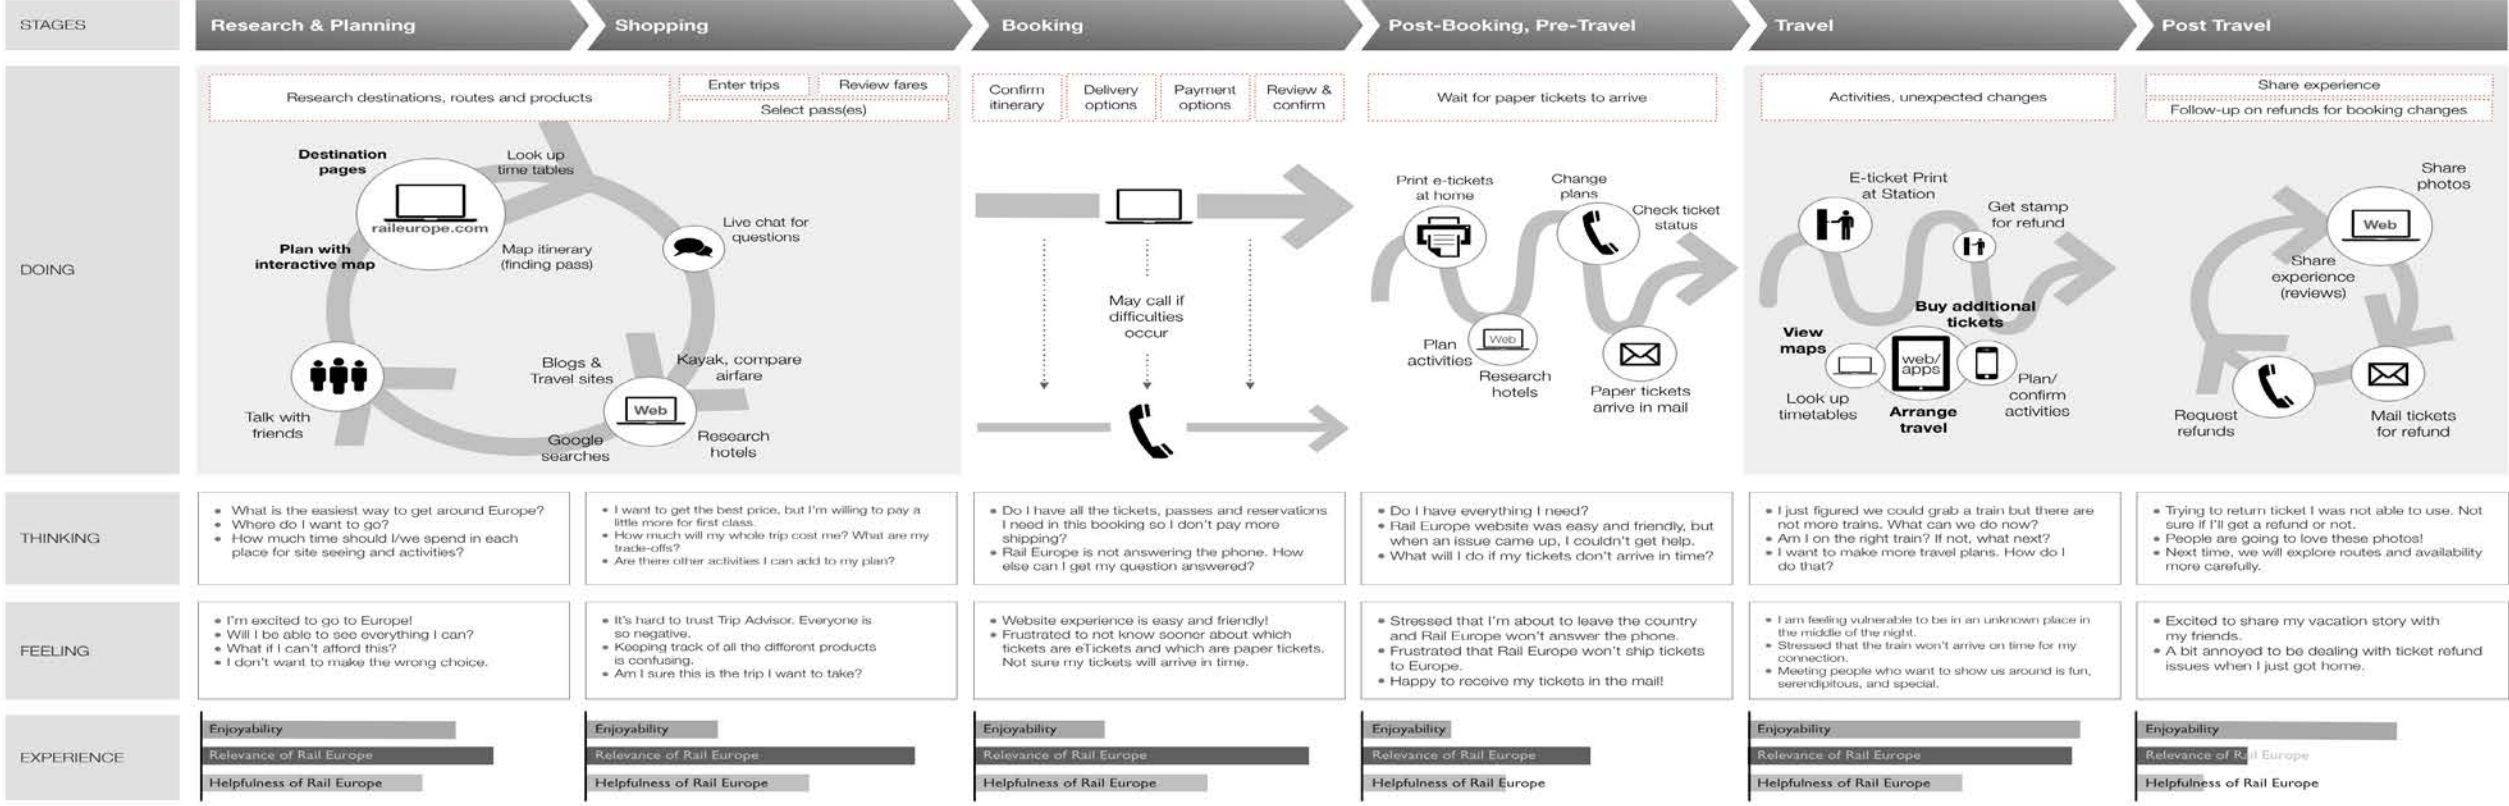 STAGES
Research & Planning
Shopping
Booking
Post-Booking, Pre-Travel
Travel
Post Travel
DOING
Research destinations, routes and products
Enter trips
Review fares
Select pass(es)
Destination
pages
Look up
time tables
raileurope.com
Plan with
interactive map
Map itinerary
(finding pass)
Live chat for
questions
Talk with
friends
Blogs &
Travel sites
Kayak, compare
airfare
Web
Google
searches
Research
hotels
Confirm
itinerary
Delivery
options
Payment
options
Review &
confirm
May call if
difficulties
occur
Wait for paper tickets to arrive
Print e-tickets
at home
Change
plans
Check ticket
status
Plan
activities
Web
Research
hotels
Paper tickets
arrive in mail
Activities, unexpected changes
E-ticket Print
at Station
Get stamp
for refund
Buy additional
tickets
View
maps
web/
apps
Look up
timetables
Arrange
travel
Plan/
confirm
activities
Share experience
Follow-up on refunds for booking changes
Share
photos
Web
Share
experience
(reviews)
Request
refunds
Mail tickets
for refund
THINKING
• What is the easiest way to get around Europe?
• Where do I want to go?
• How much time should I/we spend in each
place for site seeing and activities?
• I want to get the best price, but I'm willing to pay a
little more for first class.
• How much will my whole trip cost me? What are my
trade-offs?
• Are there other activities I can add to my plan?
• Do I have all the tickets, passes and reservations
I need in this booking so I don't pay more
shipping?
• Rail Europe is not answering the phone. How
else can I get my question answered?
• Do I have everything I need?
• Rail Europe website was easy and friendly, but
when an issue came up, I couldn't get help.
• What will I do if my tickets don't arrive in time?
• I just figured we could grab a train but there are
not more trains. What can we do now?
• Am I on the right train? If not, what next?
• I want to make more travel plans. How do I
do that?
• Trying to return ticket I was not able to use. Not
sure if I'll get a refund or not.
• People are going to love these photos!
• Next time, we will explore routes and availability
more carefully.
FEELING
• I'm excited to go to Europe!
• Will I be able to see everything I can?
• What if I can't afford this?
• I don't want to make the wrong choice.
• It's hard to trust Trip Advisor. Everyone is
so negative.
• Keeping track of all the different products
is confusing.
• Am I sure this is the trip I want to take?
• Website experience is easy and friendly!
• Frustrated to not know sooner about which
tickets are eTickets and which are paper tickets.
Not sure my tickets will arrive in time.
• Stressed that I'm about to leave the country
and Rail Europe won't answer the phone.
• Frustrated that Rail Europe won't ship tickets
to Europe.
• Happy to receive my tickets in the mail!
• I am feeling vulnerable to be in an unknown place in
the middle of the night.
• Stressed that the train won't arrive on time for my
connection.
• Meeting people who want to show us around is fun,
serendipitous, and special.
• Excited to share my vacation story with
my friends.
• A bit annoyed to be dealing with ticket refund
issues when I just got home.
EXPERIENCE
Enjoyability
Relevance of Rail Europe
Helpfulness of Rail Europe
Enjoyability
Relevance of Rail Europe
Helpfulness of Rail Europe
Enjoyability
Relevance of Rail Europe
Helpfulness of Rail Europe
Enjoyability
Relevance of Rail Europe
Helpfulness of Rail Europe
Enjoyability
Relevance of Rail Europe
Helpfulness of Rail Europe
Enjoyability
Relevance of Rail Europe
Helpfulness of Rail Europe